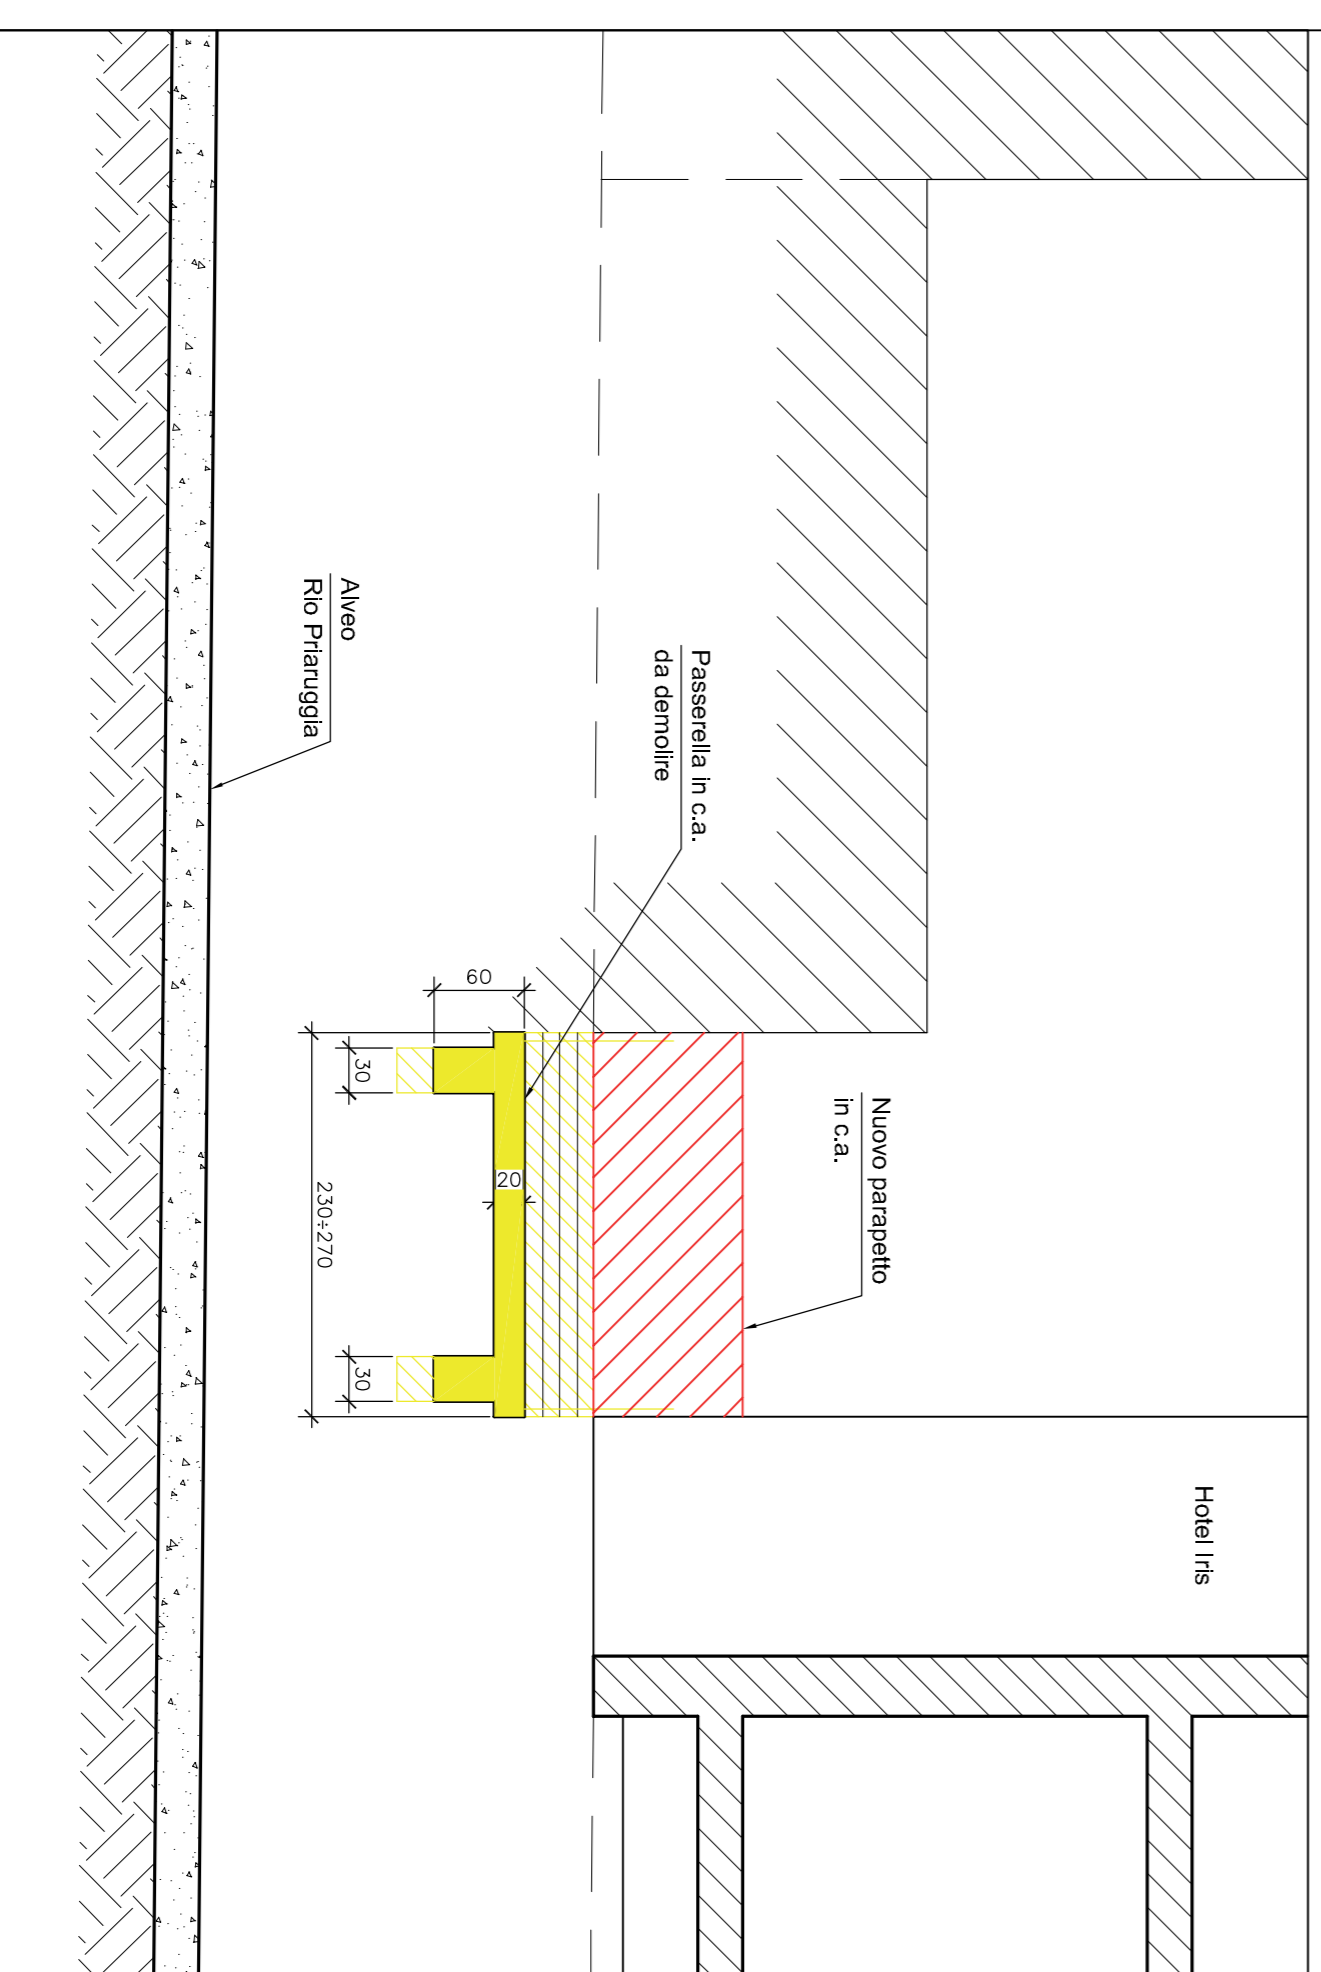 Hotel Iris
Nuovo parapetto
in c.a.
Passerella in c.a.
da demolire
60
20
30
30
230÷270
Alveo
Rio Priaruggia